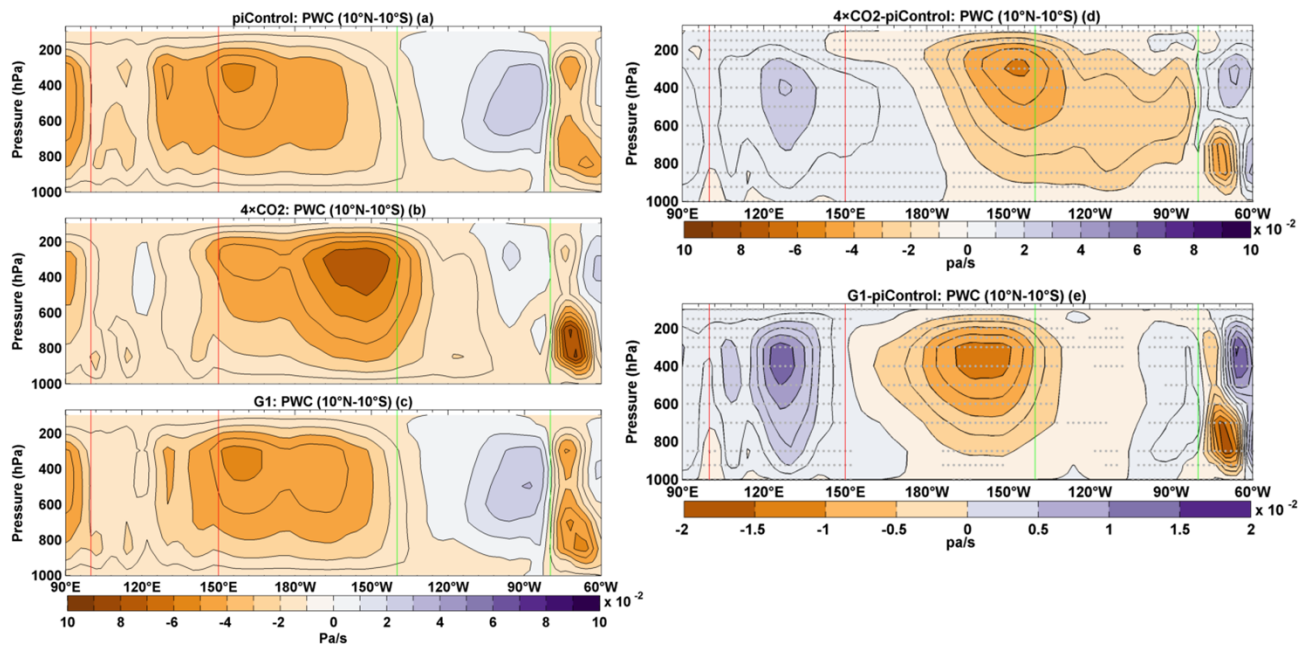 piControl: PWC (10°N-10°S) (a)
Pressure (hPa)
200
400
600
800
1000
4×CO2: PWC (10°N-10°S) (b)
Pressure (hPa)
200
400
600
800
1000
G1: PWC (10°N-10°S) (c)
Pressure (hPa)
200
400
600
800
1000
90°E 120°E 150°E 180°W 150°W 120°W 90°W 60°W
10 8 -6 -4 -2 0 2 4 6 8 10 x 10 -2
Pa/s
4×CO2-piControl: PWC (10°N-10°S) (d)
Pressure (hPa)
200
400
600
800
1000
90°E 120°E 150°E 180°W 150°W 120°W 90°W 60°W
10 8 -6 -4 -2 0 2 4 6 8 10 x 10 -2
pa/s
G1-piControl: PWC (10°N-10°S) (e)
Pressure (hPa)
200
400
600
800
1000
90°E 120°E 150°E 180°W 150°W 120°W 90°W 60°W
-2 -1.5 -1 -0.5 0 0.5 1 1.5 2 x 10 -2
pa/s